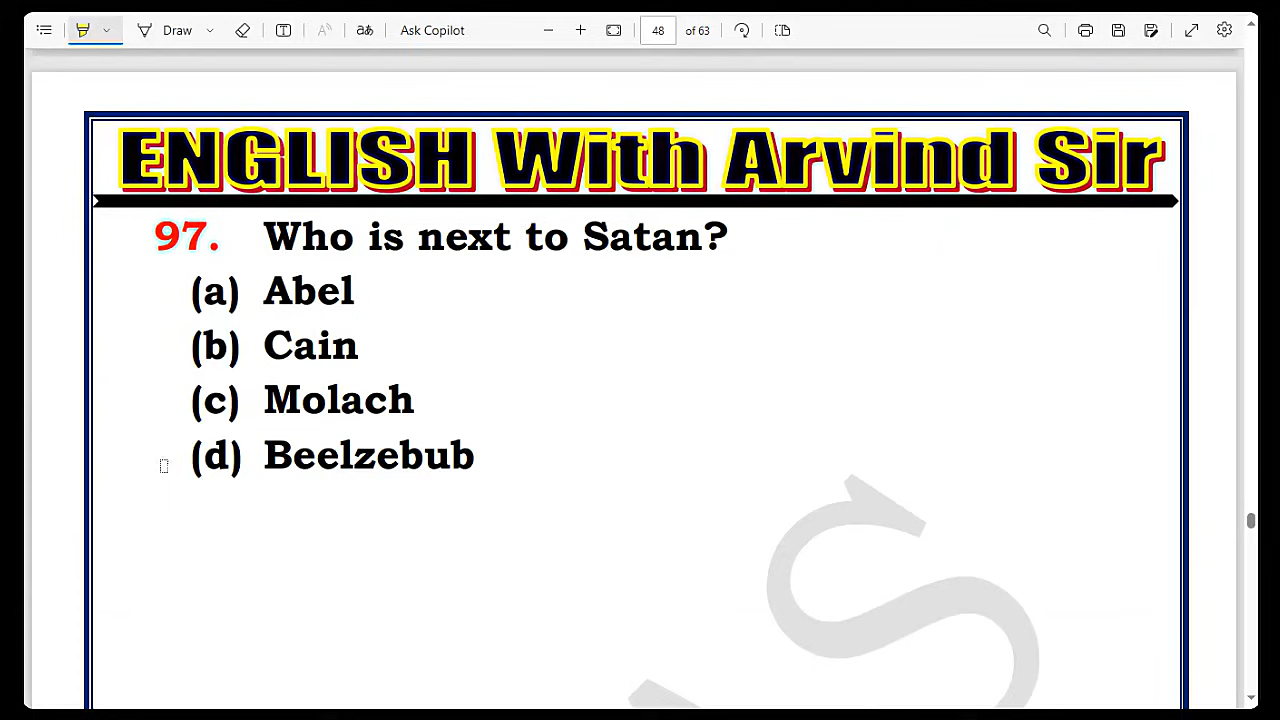 Draw
Ask Copilot
48 of 63
ENGLISH With Arvind Sir
97. Who is next to Satan?
(a) Abel
(b) Cain
(c) Molach
(d) Beelzebub
S